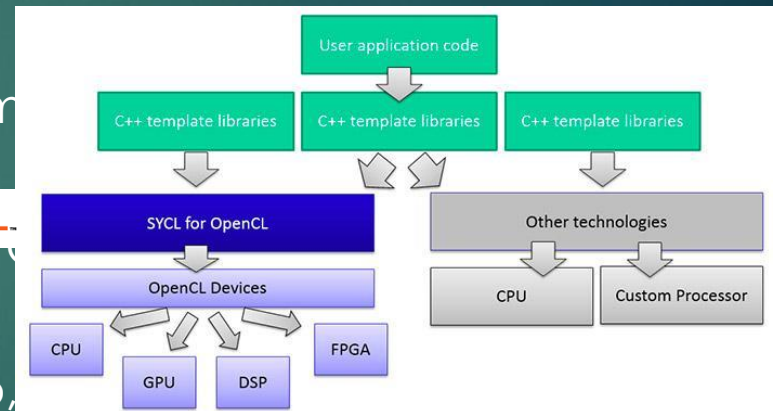 User application code
C++ template libraries
C++ template libraries
C++ template libraries
SYCL for OpenCL
Other technologies
OpenCL Devices
CPU
Custom Processor
CPU
FPGA
GPU
DSP